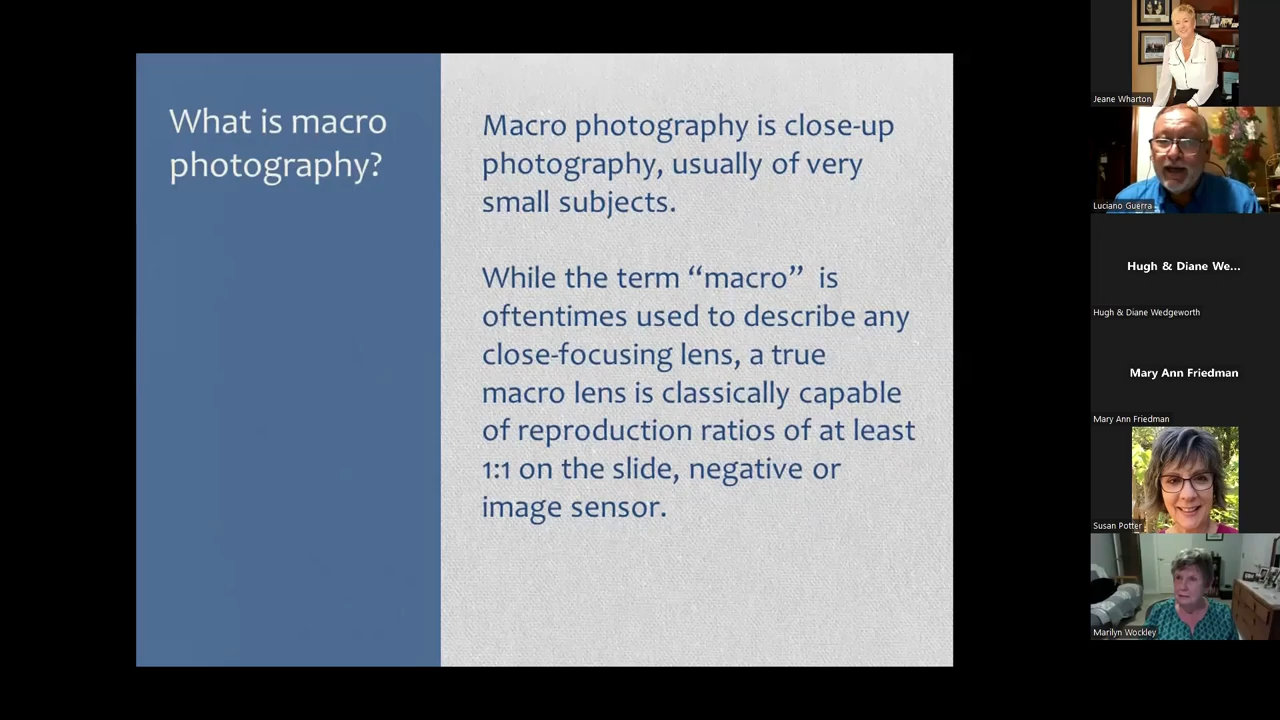 What is macro
photography?
Macro photography is close-up
photography, usually of very
small subjects.
While the term “macro”  is
oftentimes used to describe any
close-focusing lens, a true
macro lens is classically capable
of reproduction ratios of at least
1:1 on the slide, negative or
image sensor.
Jeane Wharton
Luciano Guerra
Hugh & Diane We...
Hugh & Diane Wedgeworth
Mary Ann Friedman
Mary Ann Friedman
Susan Potter
Marilyn Wockley